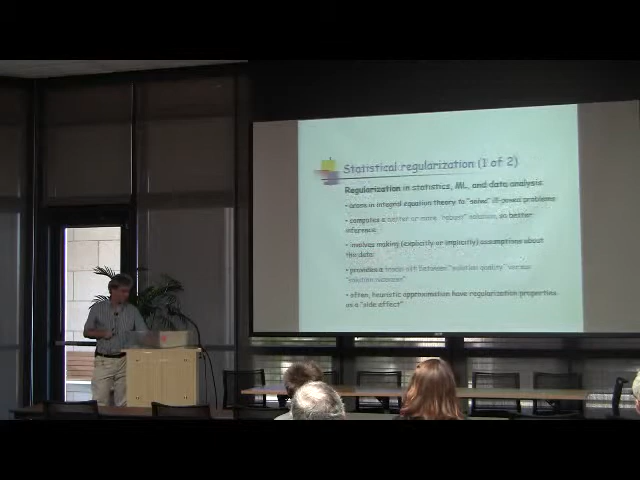 Statistical regularization (1 of 2)
Regularization in statistics, ML, and data analysis
• arose in integral equation theory to "solve" ill-posed problems
• computes a better or more "robust" solution, so better
inference
• involves making (explicitly or implicitly) assumptions about
the data
• provides a trade-off between "solution quality" versus
"solution niceness"
• often, heuristic approximation have regularization properties
as a "side effect"